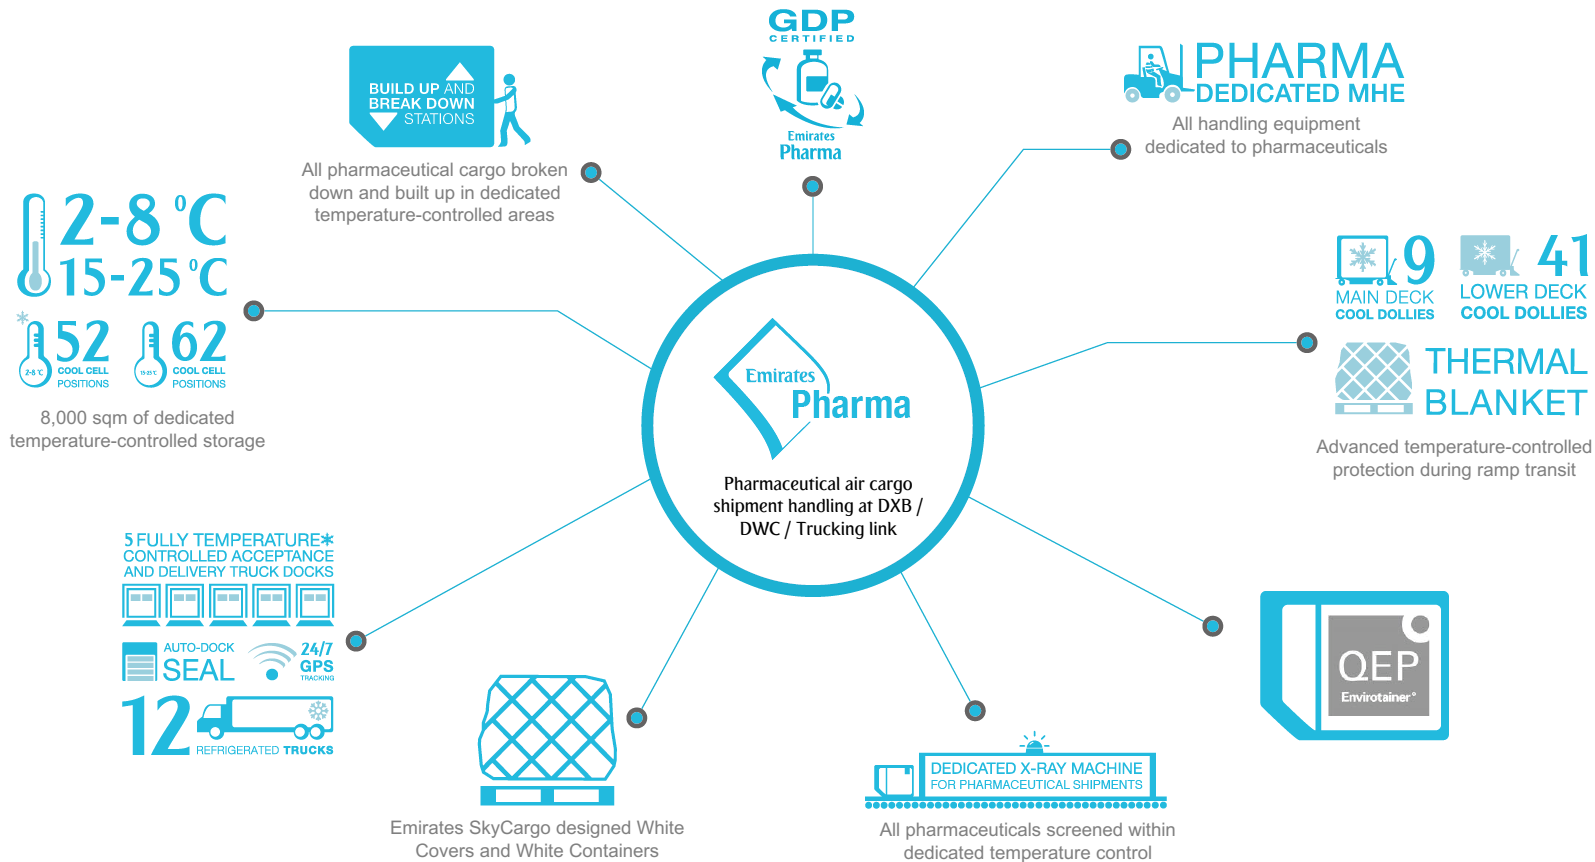 GDP
CERTIFIED
Emirates
Pharma
BUILD UP AND
BREAK DOWN
STATIONS
All pharmaceutical cargo broken
down and built up in dedicated
temperature-controlled areas
PHARMA
DEDICATED MHE
All handling equipment
dedicated to pharmaceuticals
2-8 °C
15-25 °C
2-8 °C
52
COOL CELL
POSITIONS
15-25 °C
62
COOL CELL
POSITIONS
8,000 sqm of dedicated
temperature-controlled storage
9
MAIN DECK
COOL DOLLIES
41
LOWER DECK
COOL DOLLIES
THERMAL
BLANKET
Advanced temperature-controlled
protection during ramp transit
Emirates
Pharma
Pharmaceutical air cargo
shipment handling at DXB /
DWC / Trucking link
5 FULLY TEMPERATURE*
CONTROLLED ACCEPTANCE
AND DELIVERY TRUCK DOCKS
AUTO-DOCK
SEAL
24/7
GPS
TRACKING
12
REFRIGERATED TRUCKS
Emirates SkyCargo designed White
Covers and White Containers
DEDICATED X-RAY MACHINE
FOR PHARMACEUTICAL SHIPMENTS
All pharmaceuticals screened within
dedicated temperature control
QEP
Envirotainer®